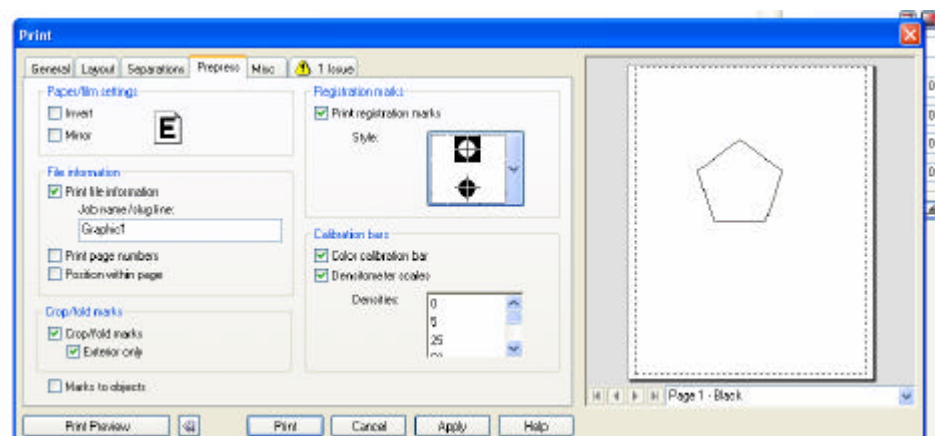 Print
General Layout Separations Prepress Misc 1 Issue
Paper/film settings
Invert
Mirror
E
File information
Print file information
Job name/slug line:
Graphic1
Print page numbers
Position within page
Crop/fold marks
Crop/fold marks
Exterior only
Marks to objects
Registration marks
Print registration marks
Style:
Calibration bars
Color calibration bar
Densitometer scales
Densities:
0
5
25
Page 1 - Black
Print Preview Print Cancel Apply Help